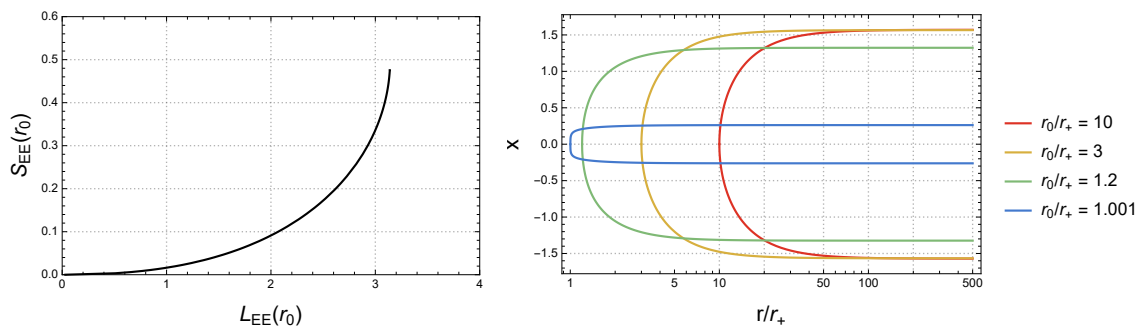 0.6
0.5
0.4
0.3
0.2
0.1
0.0
S_EE(r_0)
0 1 2 3 4
L_EE(r_0)
1.5
1.0
0.5
0.0
-0.5
-1.0
-1.5
x
1 5 10 50 100 500
r/r_+
r_0/r_+ = 10
r_0/r_+ = 3
r_0/r_+ = 1.2
r_0/r_+ = 1.001